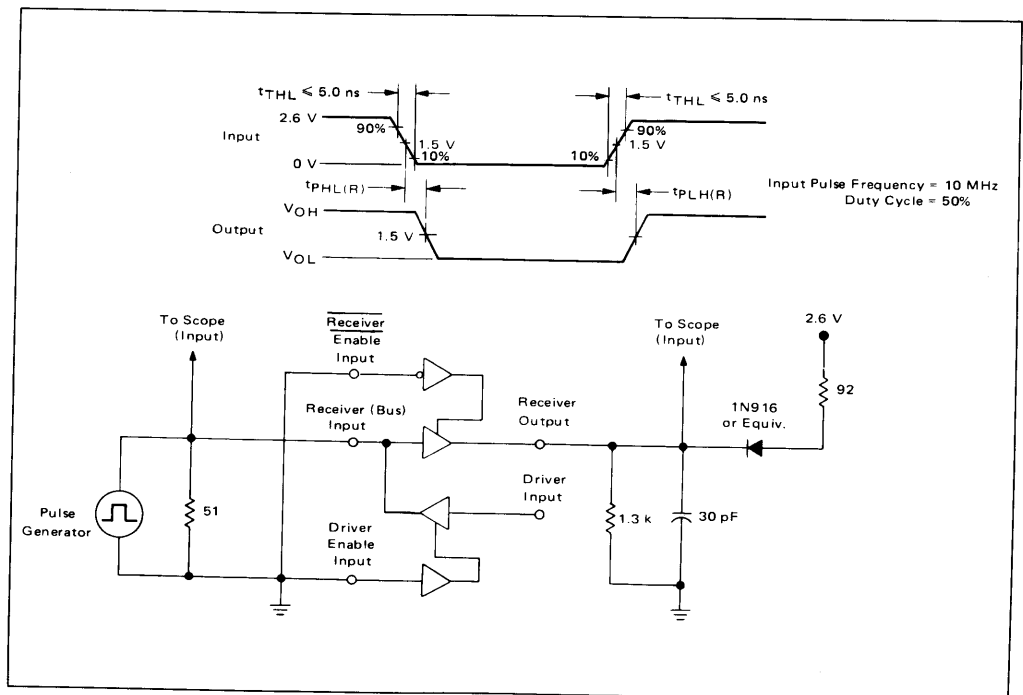 tTHL ≤ 5.0 ns
tTHL ≤ 5.0 ns
2.6 V
90%
90%
Input
1.5 V
1.5 V
10%
10%
0 V
tPHL(R)
tPLH(R)
Input Pulse Frequency = 10 MHz
Duty Cycle = 50%
VOH
Output
1.5 V
VOL
To Scope
(Input)
Receiver
Enable
Input
To Scope
(Input)
2.6 V
92
Receiver (Bus)
Input
Receiver
Output
1N916
or Equiv.
Driver
Input
Pulse
Generator
51
Driver
Enable
Input
1.3 k
30 pF